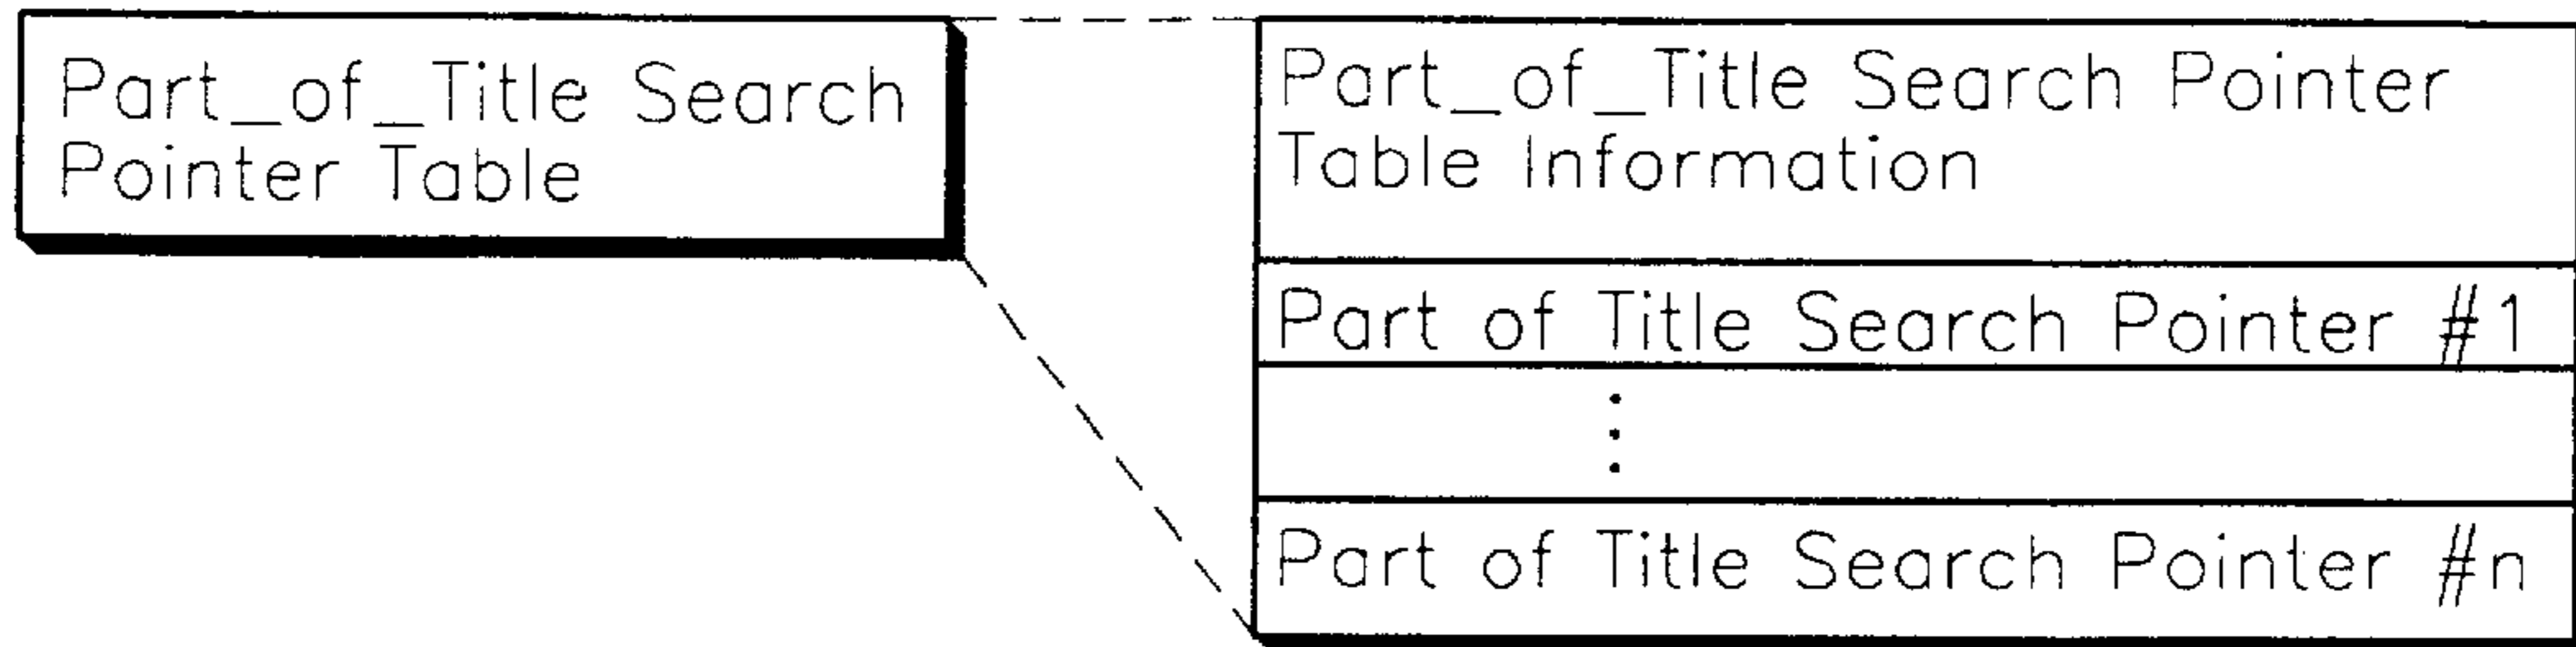 Part_of_Title Search
Pointer Table
Part_of_Title Search Pointer
Table Information
Part of Title Search Pointer #1
Part of Title Search Pointer #n